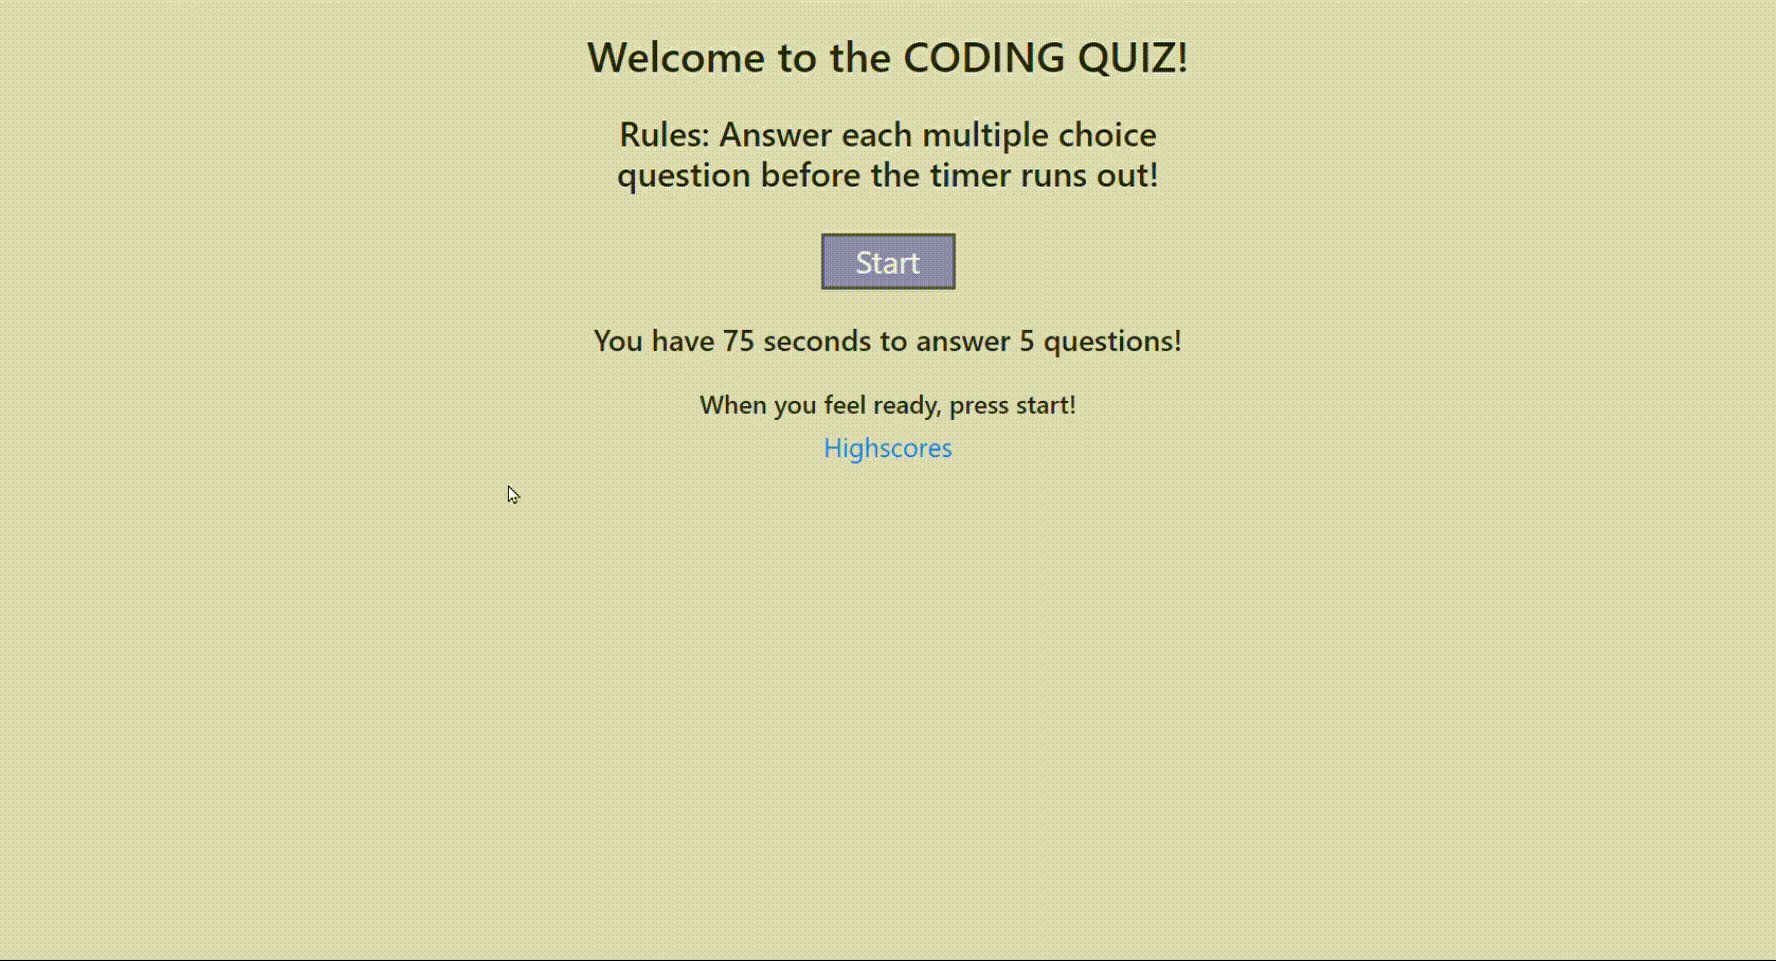 Welcome to the CODING QUIZ!
Rules: Answer each multiple choice
question before the timer runs out!
Start
You have 75 seconds to answer 5 questions!
When you feel ready, press start!
Highscores